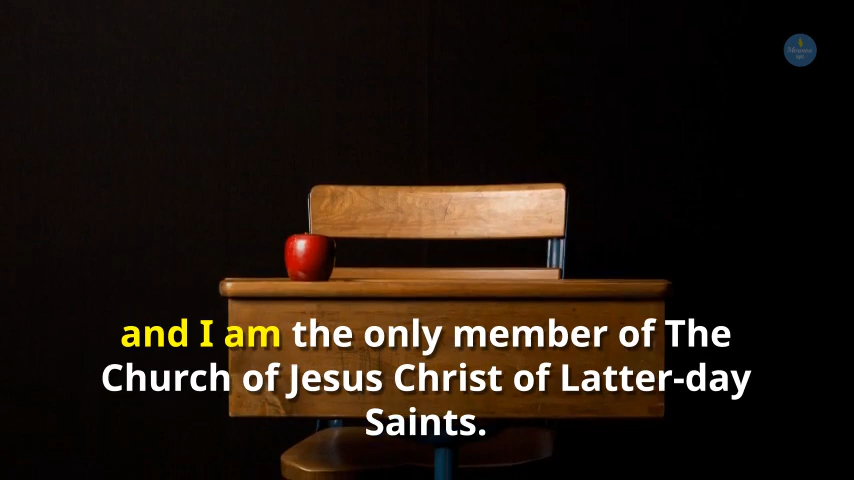 and I am the only member of The
Church of Jesus Christ of Latter-day
Saints.